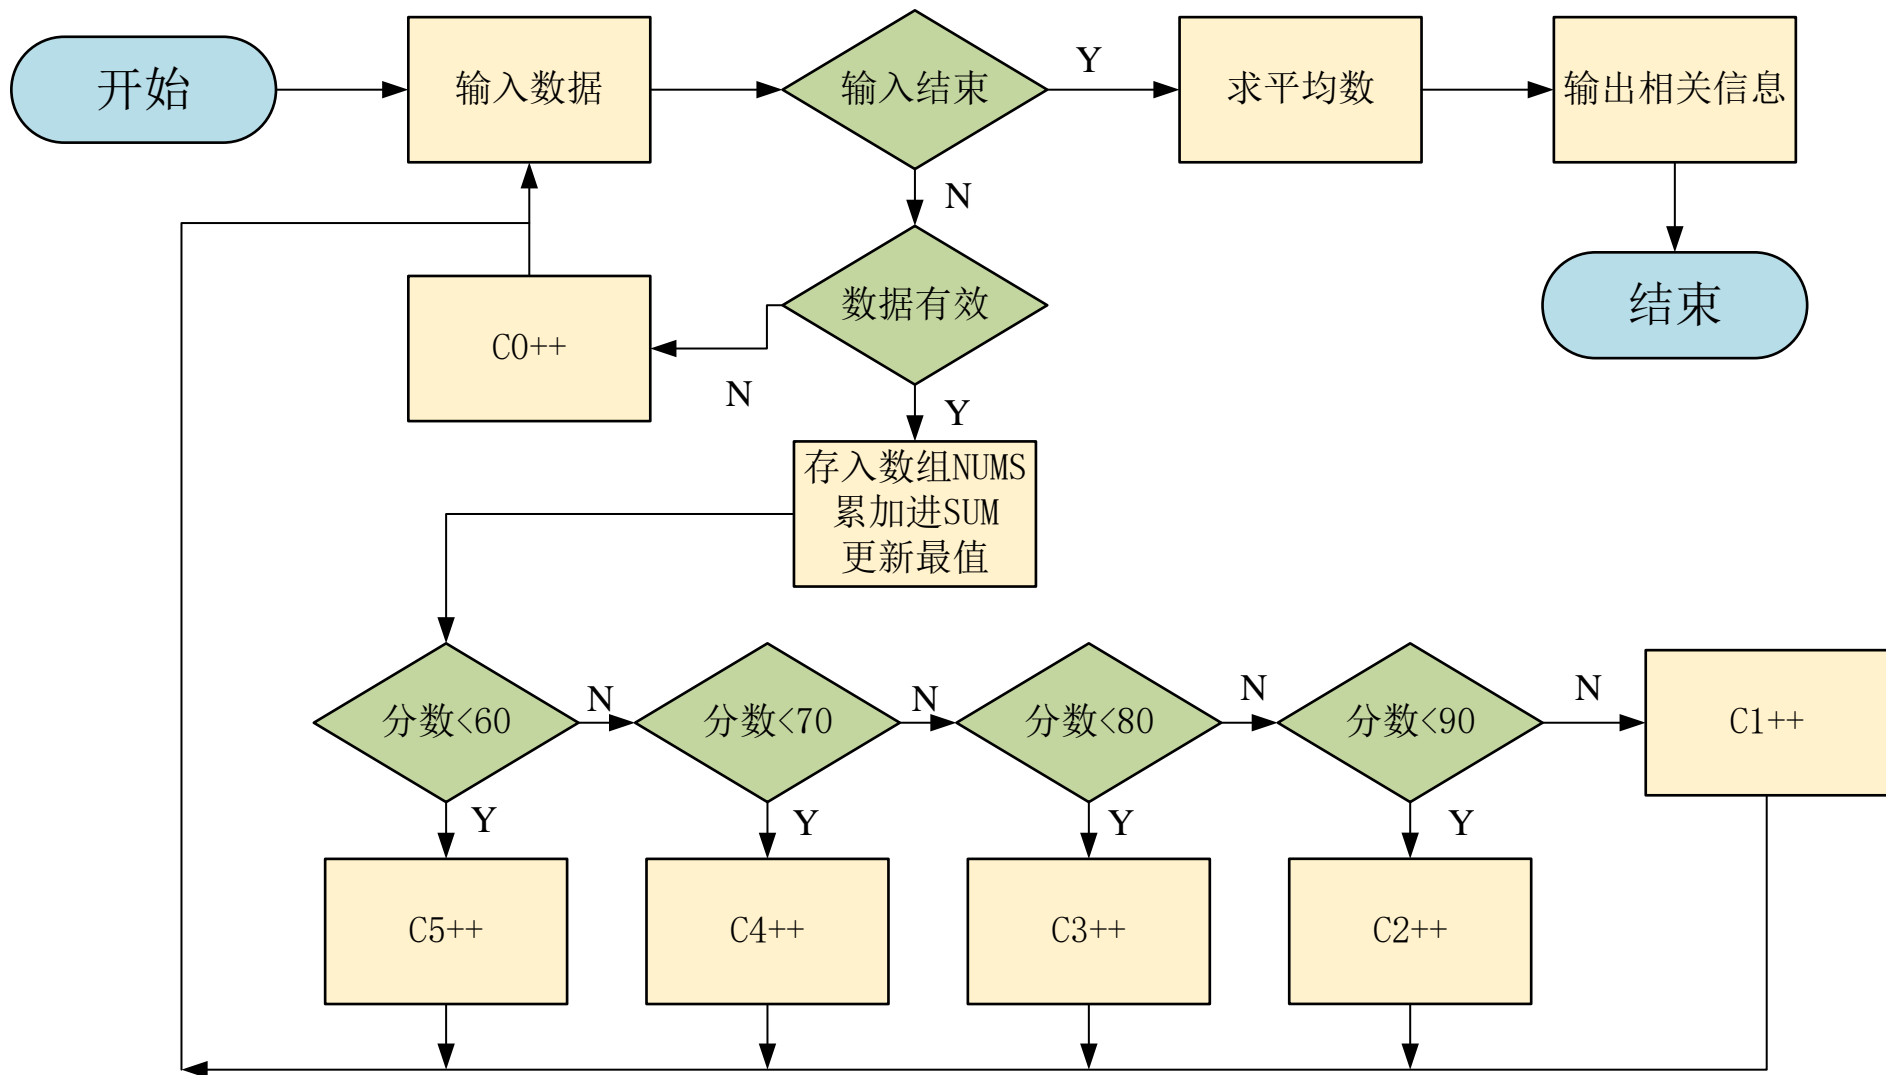 开始
输入数据
输入结束
Y
求平均数
输出相关信息
N
数据有效
结束
C0++
N
Y
存入数组NUMS
累加进SUM
更新最值
分数<60
N
分数<70
N
分数<80
N
分数<90
N
C1++
Y
Y
Y
Y
C5++
C4++
C3++
C2++